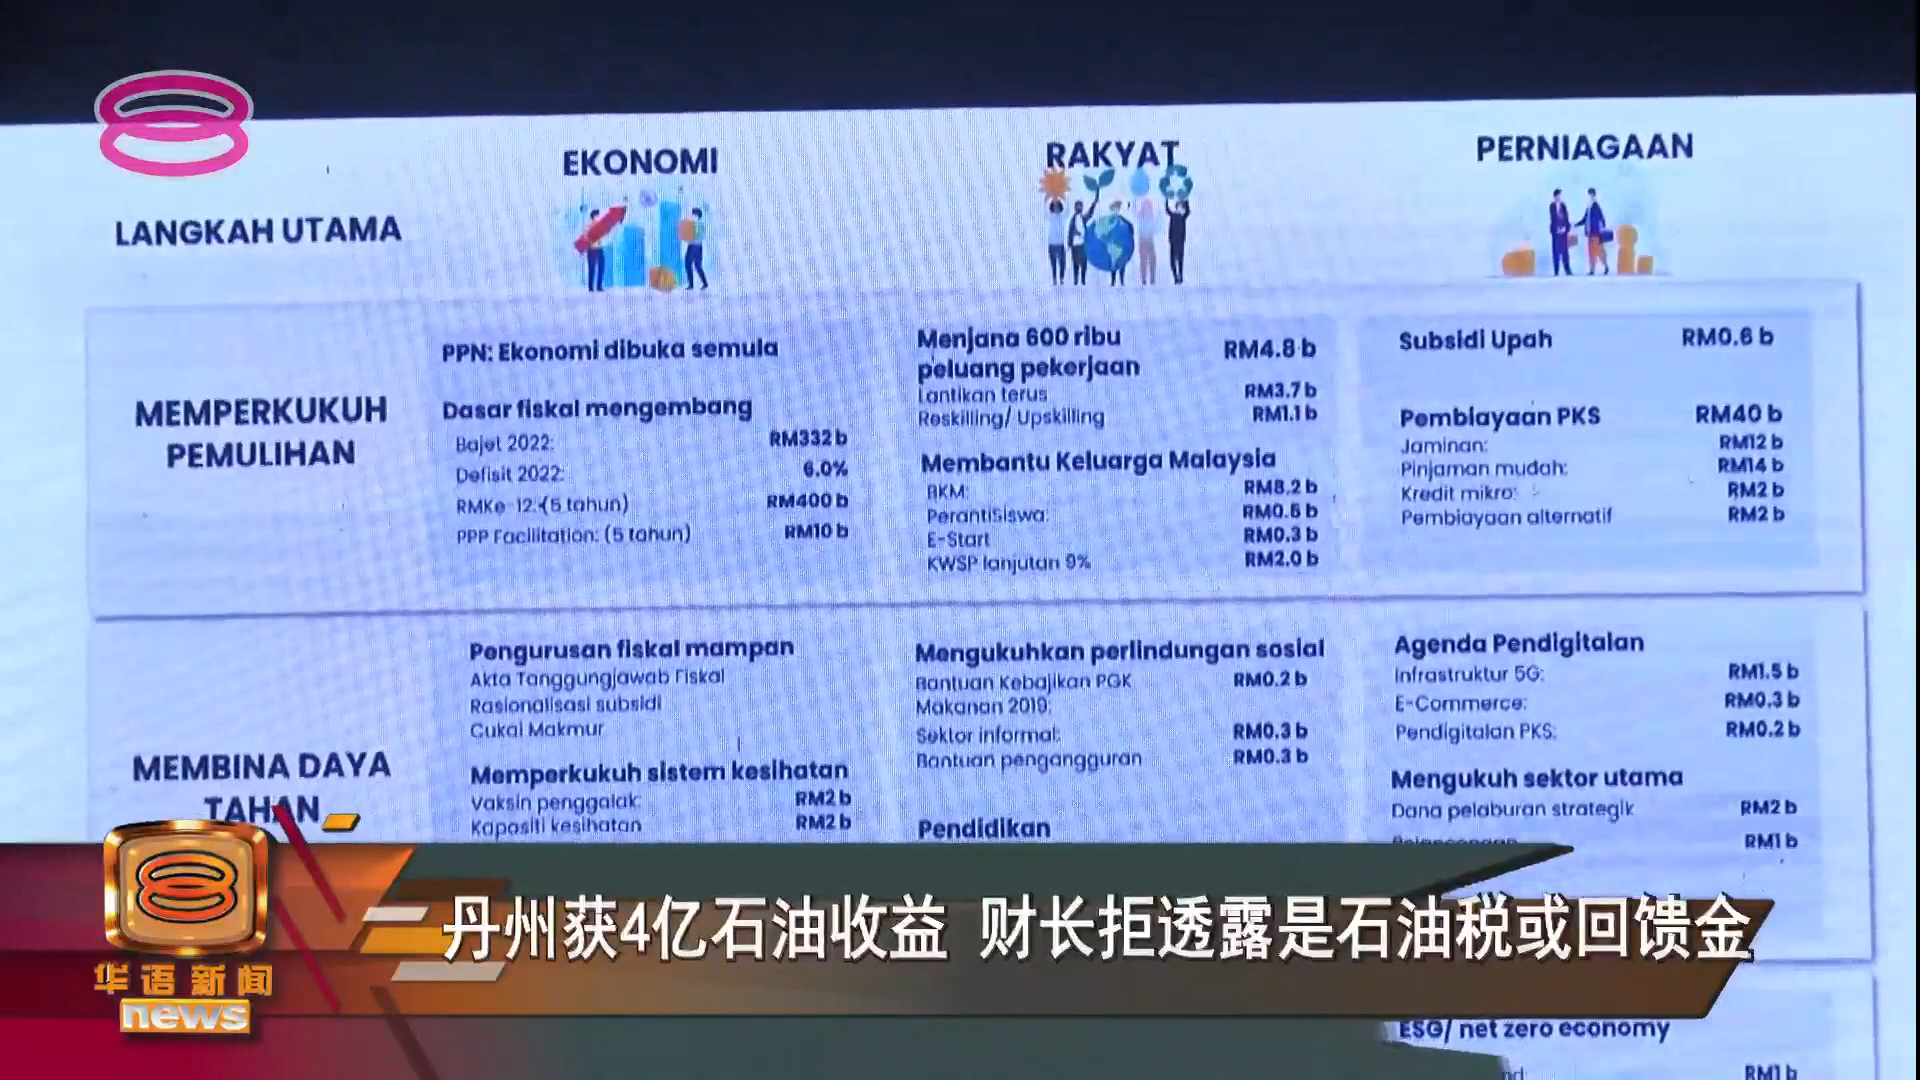 EKONOMI
RAKYAT
PERNIAGAAN
LANGKAH UTAMA
MEMPERKUKUH
PEMULIHAN
PPN: Ekonomi dibuka semula
Dasar fiskal mengembang
Bajet 2022: RM332 b
Defisit 2022: 6.0%
RMKe-12: (5 tahun) RM400 b
PPP Facilitation: (5 tahun) RM10 b
Menjana 600 ribu
peluang pekerjaan RM4.8 b
Lantikan terus RM3.7 b
Reskilling/ Upskilling RM1.1 b
Membantu Keluarga Malaysia
BKM: RM8.2 b
PerantiSiswa: RM0.5 b
E-Start RM0.3 b
KWSP lanjutan 9% RM2.0 b
Subsidi Upah RM0.6 b
Pembiayaan PKS RM40 b
Jaminan: RM12 b
Pinjaman mudah: RM14 b
Kredit mikro: RM2 b
Pembiayaan alternatif RM2 b
MEMBINA DAYA
TAHAN
Pengurusan fiskal mampan
Akta Tanggungjawab Fiskal
Rasionalisasi subsidi
Cukai Makmur
Memperkukuh sistem kesihatan
Vaksin penggalak: RM2 b
Kapasiti kesihatan RM2 b
Mengukuhkan perlindungan sosial
Bantuan Kebajikan PGK RM0.2 b
Makanan 2019:
Sektor informal: RM0.3 b
Bantuan pengangguran RM0.3 b
Pendidikan
Agenda Pendigitalan
Infrastruktur 5G: RM1.5 b
E-Commerce: RM0.3 b
Pendigitalan PKS: RM0.2 b
Mengukuh sektor utama
Dana pelaburan strategik RM2 b
RM1 b
丹州获4亿石油收益 财长拒透露是石油税或回馈金
华语新闻
news
ESG/ net zero economy
RM1 b